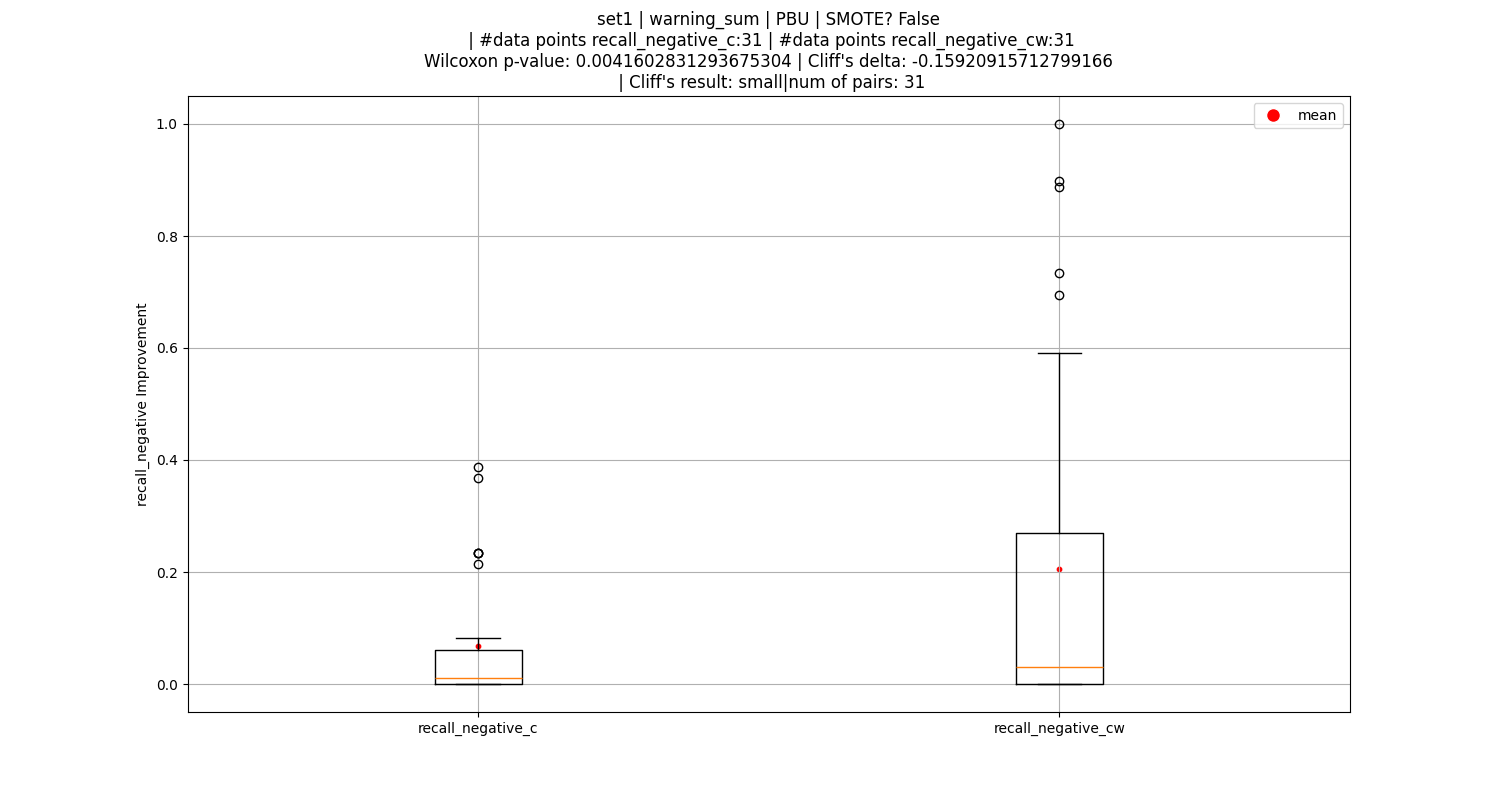 set1 | warning_sum | PBU | SMOTE? False
| #data points recall_negative_c:31 | #data points recall_negative_cw:31
Wilcoxon p-value: 0.0041602831293675304 | Cliff's delta: -0.15920915712799166
| Cliff's result: small|num of pairs: 31
mean
1.0
0.8
0.6
0.4
0.2
0.0
recall_negative Improvement
recall_negative_c
recall_negative_cw